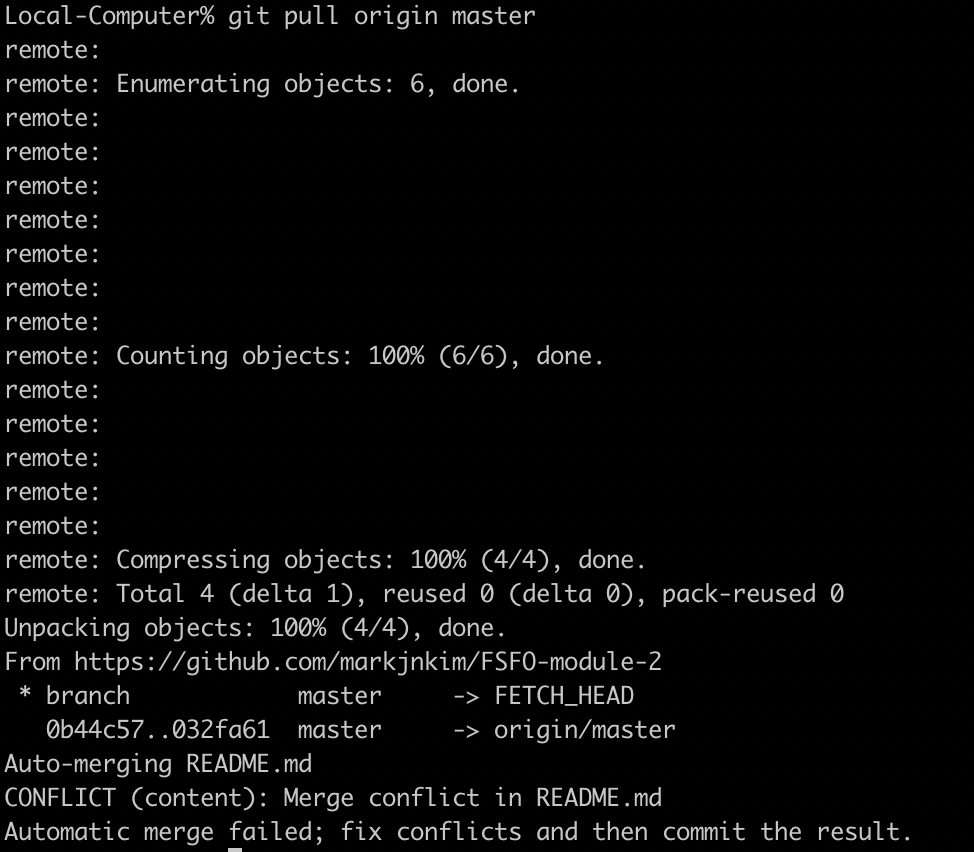 Local-Computer% git pull origin master
remote:
remote: Enumerating objects: 6, done.
remote:
remote:
remote:
remote:
remote:
remote:
remote:
remote: Counting objects: 100% (6/6), done.
remote:
remote:
remote:
remote:
remote:
remote: Compressing objects: 100% (4/4), done.
remote: Total 4 (delta 1), reused 0 (delta 0), pack-reused 0
Unpacking objects: 100% (4/4), done.
From https://github.com/markjnkim/FSFO-module-2
 * branch            master     -> FETCH_HEAD
   0b44c57..032fa61  master     -> origin/master
Auto-merging README.md
CONFLICT (content): Merge conflict in README.md
Automatic merge failed; fix conflicts and then commit the result.